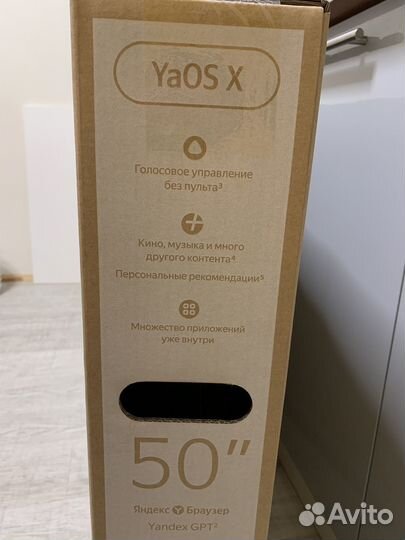 YaOS X
Голосовое управление
без пульта³
Кино, музыка и много
другого контента⁴
Персональные рекомендации⁵
Множество приложений
уже внутри
50"
Яндекс Браузер
Yandex GPT²
Avito